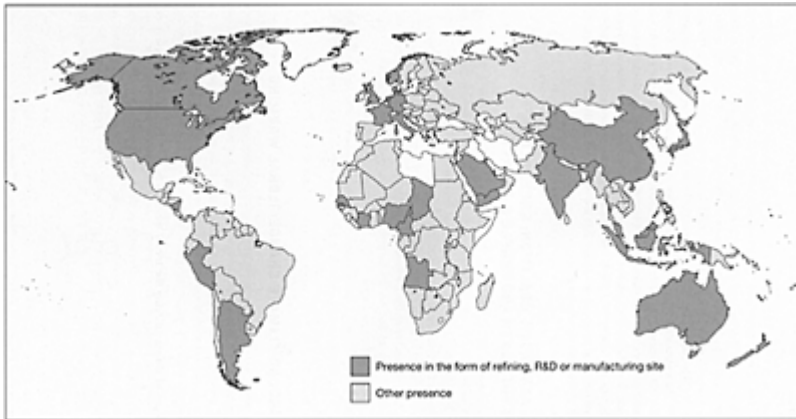 Presence in the form of refining, R&D or manufacturing site
Other presence